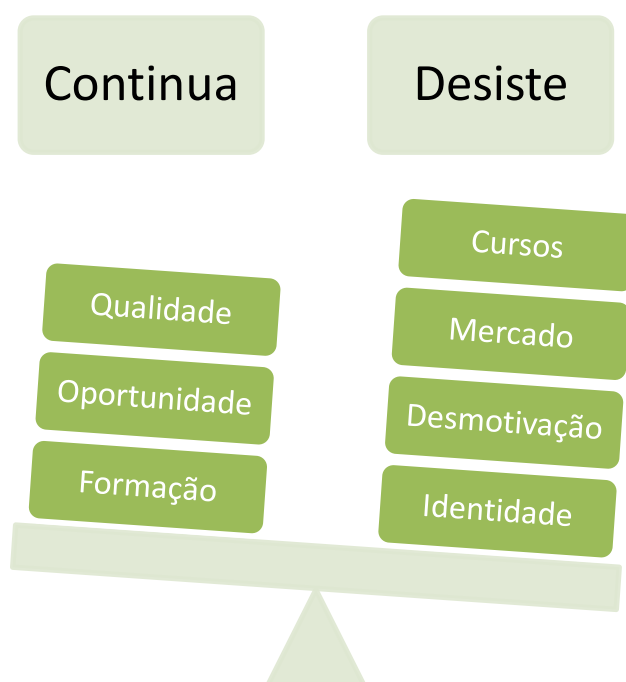 Continua
Desiste
Qualidade
Oportunidade
Formação
Cursos
Mercado
Desmotivação
Identidade